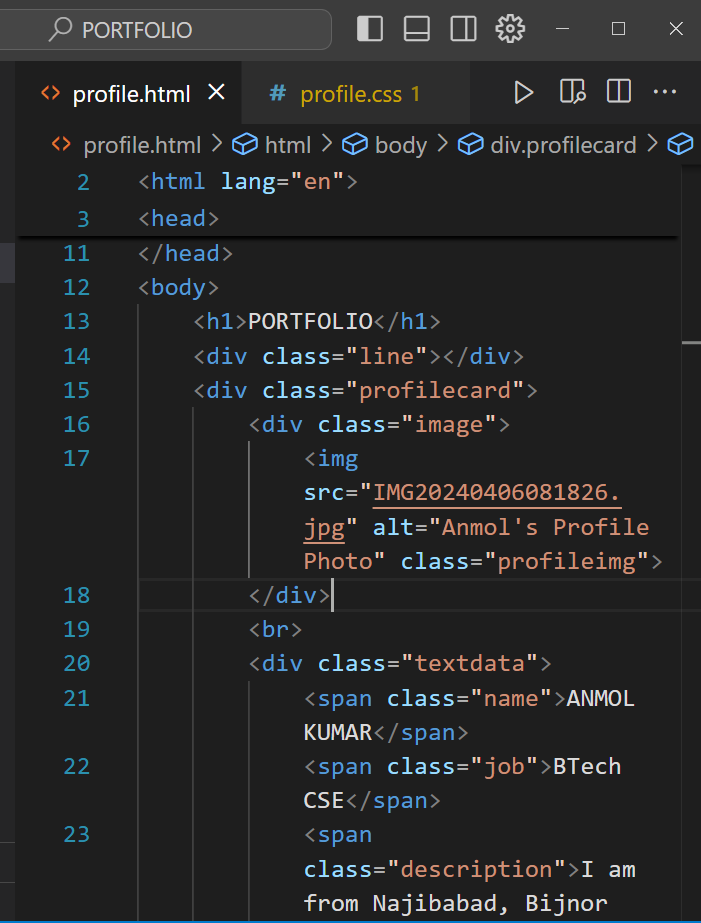 PORTFOLIO
profile.html # profile.css 1
profile.html > html > body > div.profilecard >
2 <html lang="en">
3 <head>
11 </head>
12 <body>
13 <h1>PORTFOLIO</h1>
14 <div class="line"></div>
15 <div class="profilecard">
16 <div class="image">
17 <img
src="IMG20240406081826.
jpg" alt="Anmol's Profile
Photo" class="profileimg">
18 </div>
19 <br>
20 <div class="textdata">
21 <span class="name">ANMOL
KUMAR</span>
22 <span class="job">BTech
CSE</span>
23 <span
class="description">I am
from Najibabad, Bijnor